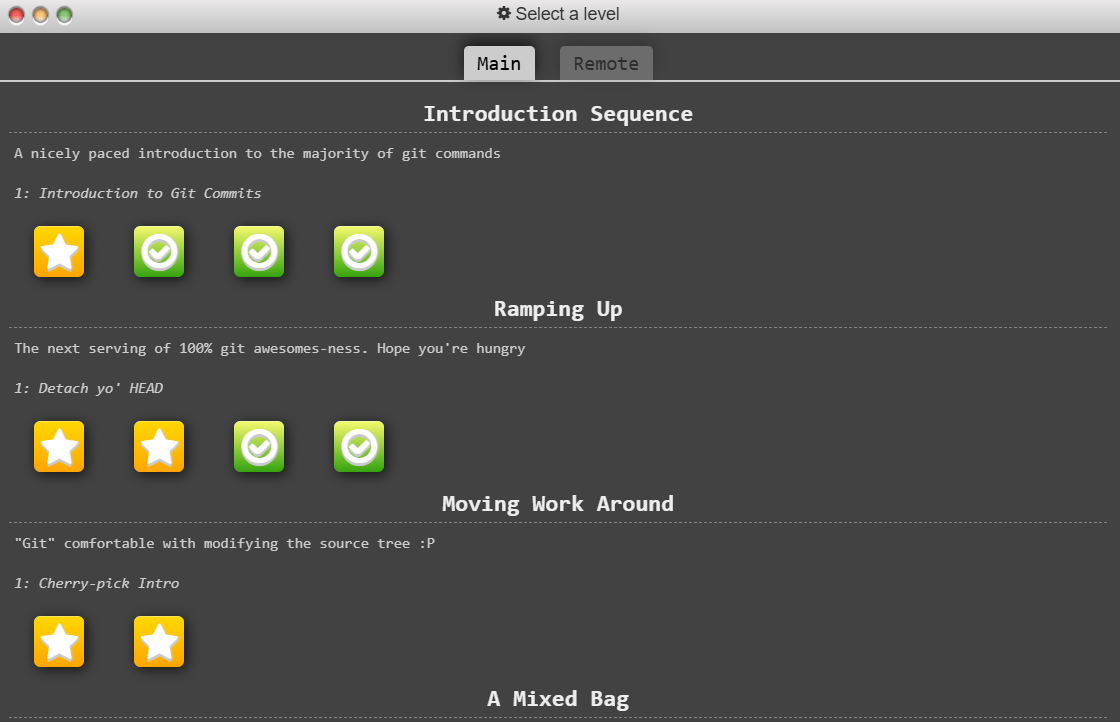 Select a level
Main
Remote
Introduction Sequence
A nicely paced introduction to the majority of git commands
1: Introduction to Git Commits
Ramping Up
The next serving of 100% git awesomes-ness. Hope you're hungry
1: Detach yo' HEAD
Moving Work Around
"Git" comfortable with modifying the source tree :P
1: Cherry-pick Intro
A Mixed Bag